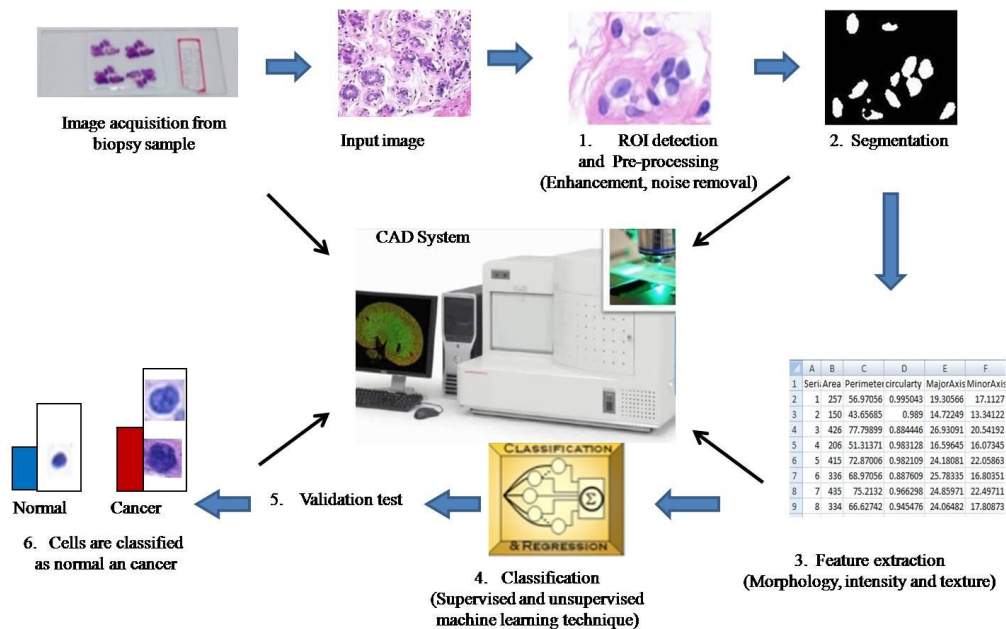 Image acquisition from
biopsy sample
Input image
1. ROI detection
and Pre-processing
(Enhancement, noise removal)
2. Segmentation
CAD System
A B C D E F
1 Seri Area Perimeter circularty MajorAxis MinorAxis
2 1 257 56.97056 0.995043 19.30566 17.1127
3 2 150 43.65685 0.989 14.72249 13.34122
4 3 426 77.79899 0.884446 26.93091 20.54192
5 4 206 51.31371 0.983128 16.59645 16.07345
6 5 415 72.87006 0.982109 24.18081 22.05863
7 6 336 68.97056 0.887609 25.78335 16.80351
8 7 435 75.2132 0.966298 24.85971 22.49711
9 8 334 66.62742 0.945476 24.06482 17.80873
3. Feature extraction
(Morphology, intensity and texture)
CLASSIFICATION
Σ
& REGRESSION
4. Classification
(Supervised and unsupervised
machine learning technique)
5. Validation test
Normal Cancer
6. Cells are classified
as normal an cancer